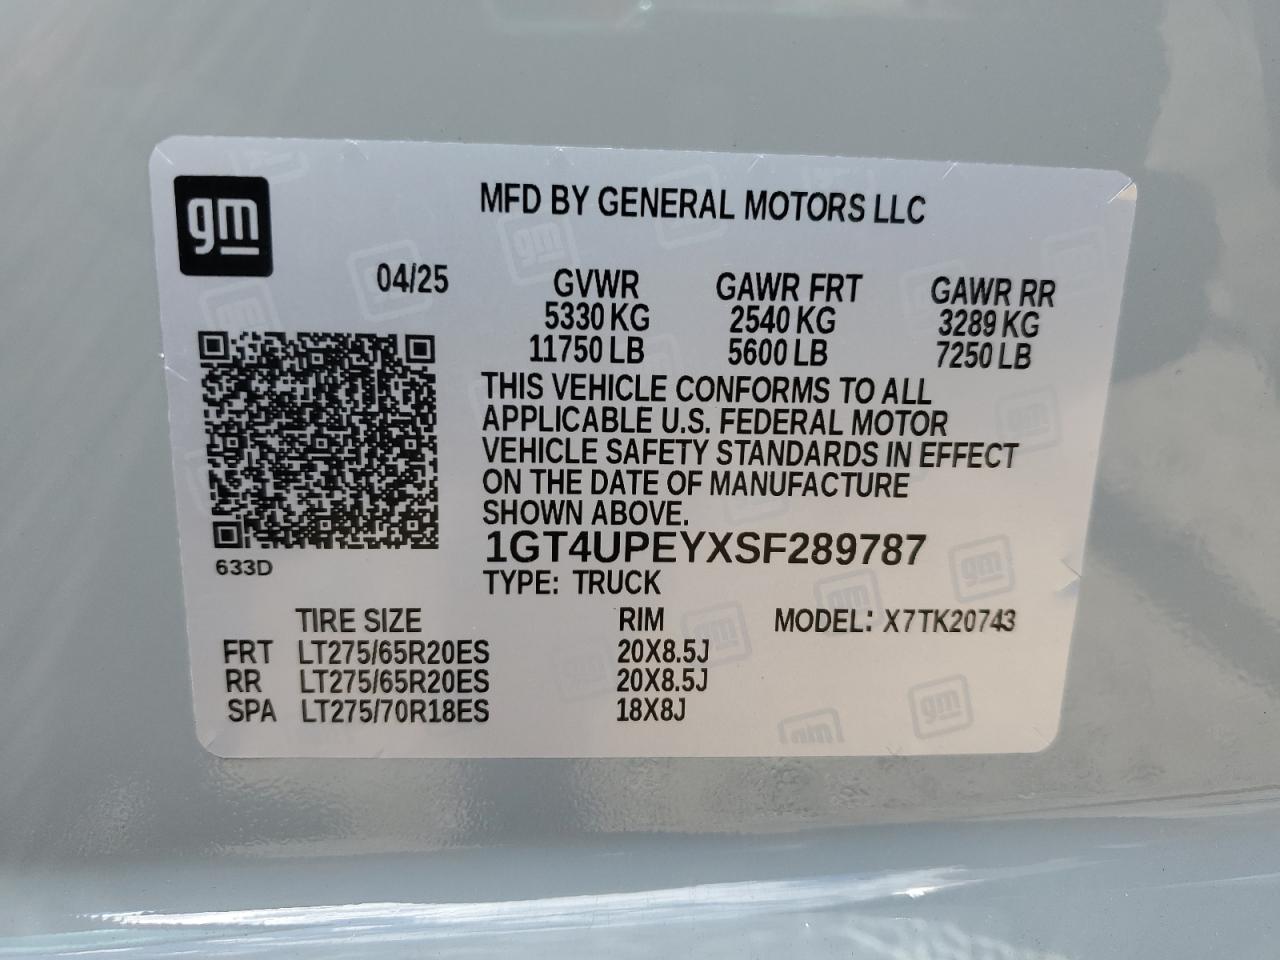 gm
MFD BY GENERAL MOTORS LLC
04/25
GVWR GAWR FRT GAWR RR
5330 KG 2540 KG 3289 KG
11750 LB 5600 LB 7250 LB
THIS VEHICLE CONFORMS TO ALL
APPLICABLE U.S. FEDERAL MOTOR
VEHICLE SAFETY STANDARDS IN EFFECT
ON THE DATE OF MANUFACTURE
SHOWN ABOVE.
1GT4UPEYXSF289787
633D
TYPE: TRUCK
TIRE SIZE RIM MODEL: X7TK20743
FRT LT275/65R20ES 20X8.5J
RR LT275/65R20ES 20X8.5J
SPA LT275/70R18ES 18X8J